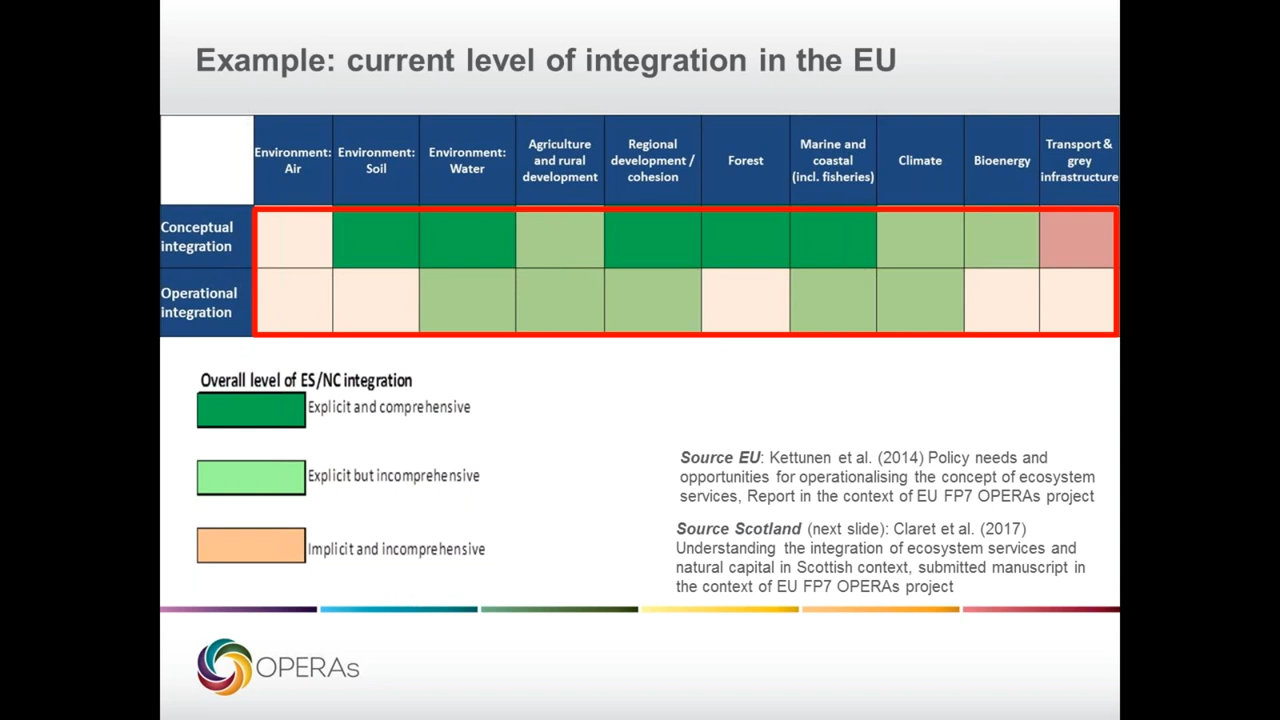 Example: current level of integration in the EU
Environment:
Air
Environment:
Soil
Environment:
Water
Agriculture
and rural
development
Regional
development /
cohesion
Forest
Marine and
coastal
(incl. fisheries)
Climate
Bioenergy
Transport &
grey
infrastructure
Conceptual
integration
Operational
integration
Overall level of ES/NC integration
Explicit and comprehensive
Explicit but incomprehensive
Implicit and incomprehensive
Source EU: Kettunen et al. (2014) Policy needs and
opportunities for operationalising the concept of ecosystem
services, Report in the context of EU FP7 OPERAs project
Source Scotland (next slide): Claret et al. (2017)
Understanding the integration of ecosystem services and
natural capital in Scottish context, submitted manuscript in
the context of EU FP7 OPERAs project
OPERAs